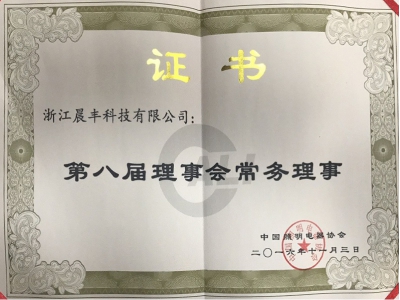 证书
浙江晨丰科技有限公司：
CALI
第八届理事会常务理事
中国照明电器协会
二〇一六年十一月三日